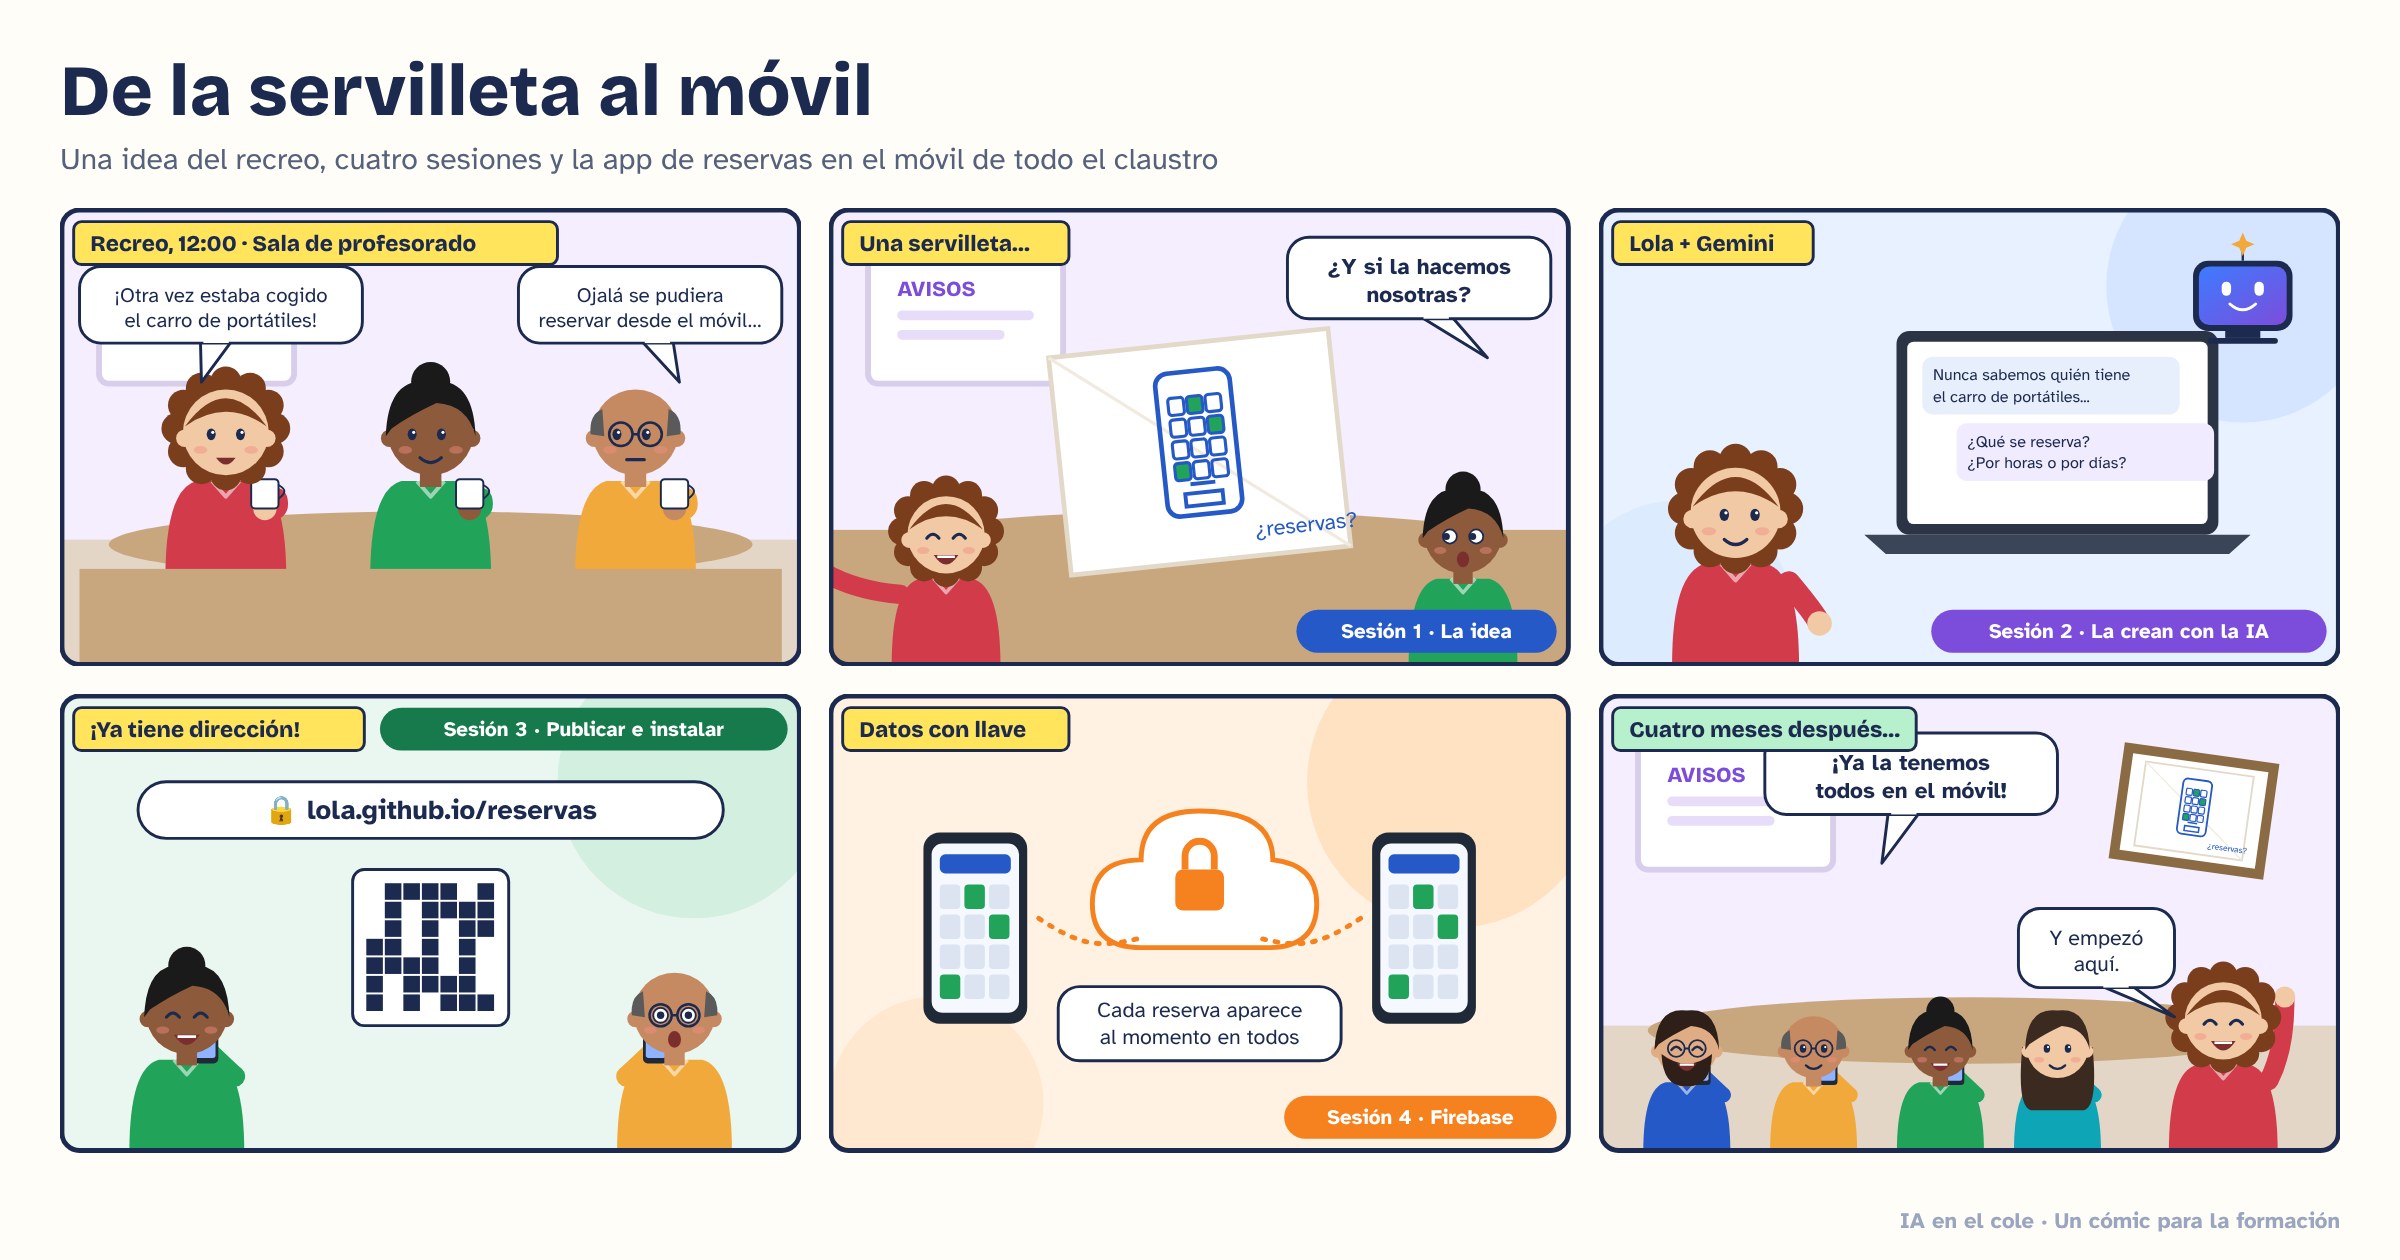 De la servilleta al móvil
Una idea del recreo, cuatro sesiones y la app de reservas en el móvil de todo el claustro
Recreo, 12:00 · Sala de profesorado
¡Otra vez estaba cogido
el carro de portátiles!
Ojalá se pudiera
reservar desde el móvil...
Una servilleta...
AVISOS
¿Y si la hacemos
nosotras?
¿reservas?
Sesión 1 · La idea
Lola + Gemini
Nunca sabemos quién tiene
el carro de portátiles...
¿Qué se reserva?
¿Por horas o por días?
Sesión 2 · La crean con la IA
¡Ya tiene dirección!
Sesión 3 · Publicar e instalar
lola.github.io/reservas
Datos con llave
Cada reserva aparece
al momento en todos
Sesión 4 · Firebase
Cuatro meses después...
AVISOS
¡Ya la tenemos
todos en el móvil!
¿reservas?
Y empezó
aquí.
IA en el cole · Un cómic para la formación